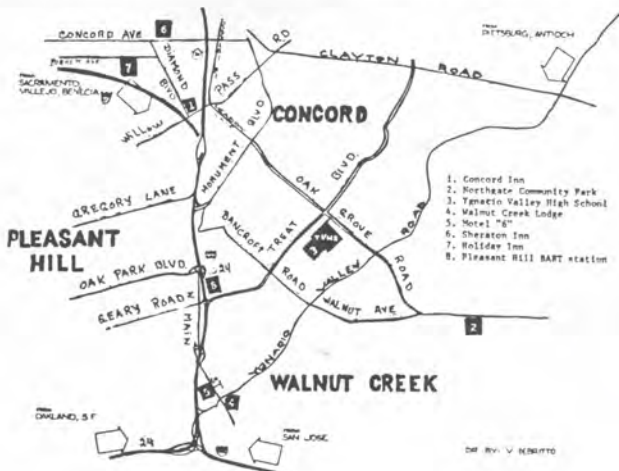 CONCORD AVE
6
FROM
PITTSBURG, ANTIOCH
RD
CLAYTON ROAD
DIAMOND BLVD
7
PASS
FROM
SACRAMENTO,
VALLEJO, BENICIA
1
WILLOW
CONCORD
MONUMENT BLVD
OAK GROVE ROAD
TREAT BLVD.
GREGORY LANE
1. Concord Inn
2. Northgate Community Park
3. Ygnacio Valley High School
4. Walnut Creek Lodge
5. Motel "6"
6. Sheraton Inn
7. Holiday Inn
8. Pleasant Hill BART station
PLEASANT
HILL
BANCROFT ROAD
YVHS
3
OAK PARK BLVD
24
GEARY ROAD
N MAIN
YGNACIO VALLEY ROAD
WALNUT AVE
2
WALNUT CREEK
4
FROM
OAKLAND, S.F.
24
FROM
SAN JOSE
DR. BY: V DEBRITTO